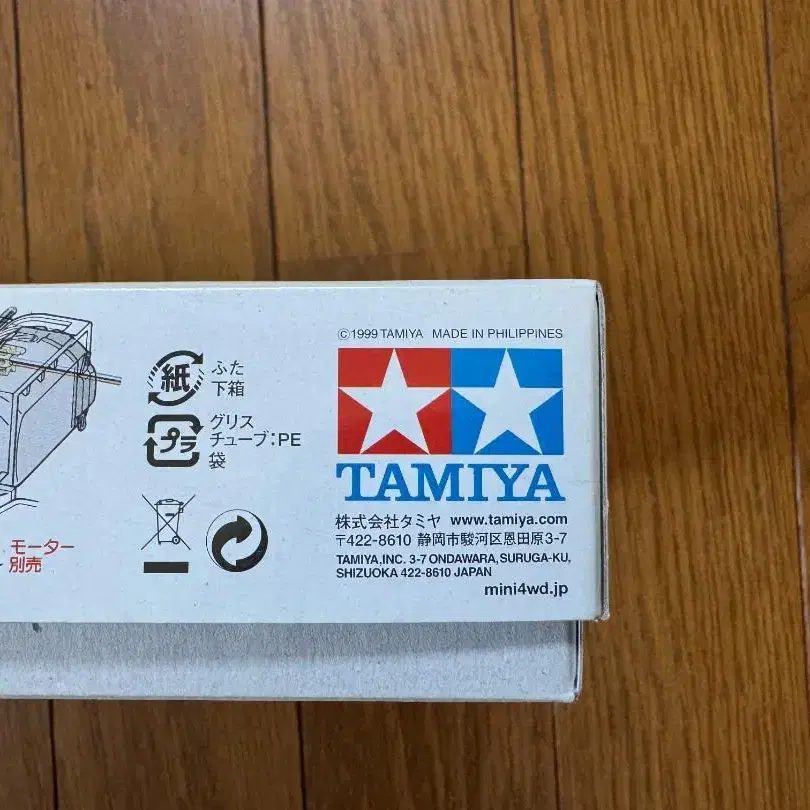 ©1999 TAMIYA MADE IN PHILIPPINES
紙
ふた
下箱
プラ
グリス
チューブ:PE
袋
モーター
別売
TAMIYA
株式会社タミヤ www.tamiya.com
〒422-8610 静岡市駿河区恩田原3-7
TAMIYA,INC. 3-7 ONDAWARA, SURUGA-KU,
SHIZUOKA 422-8610 JAPAN
mini4wd.jp